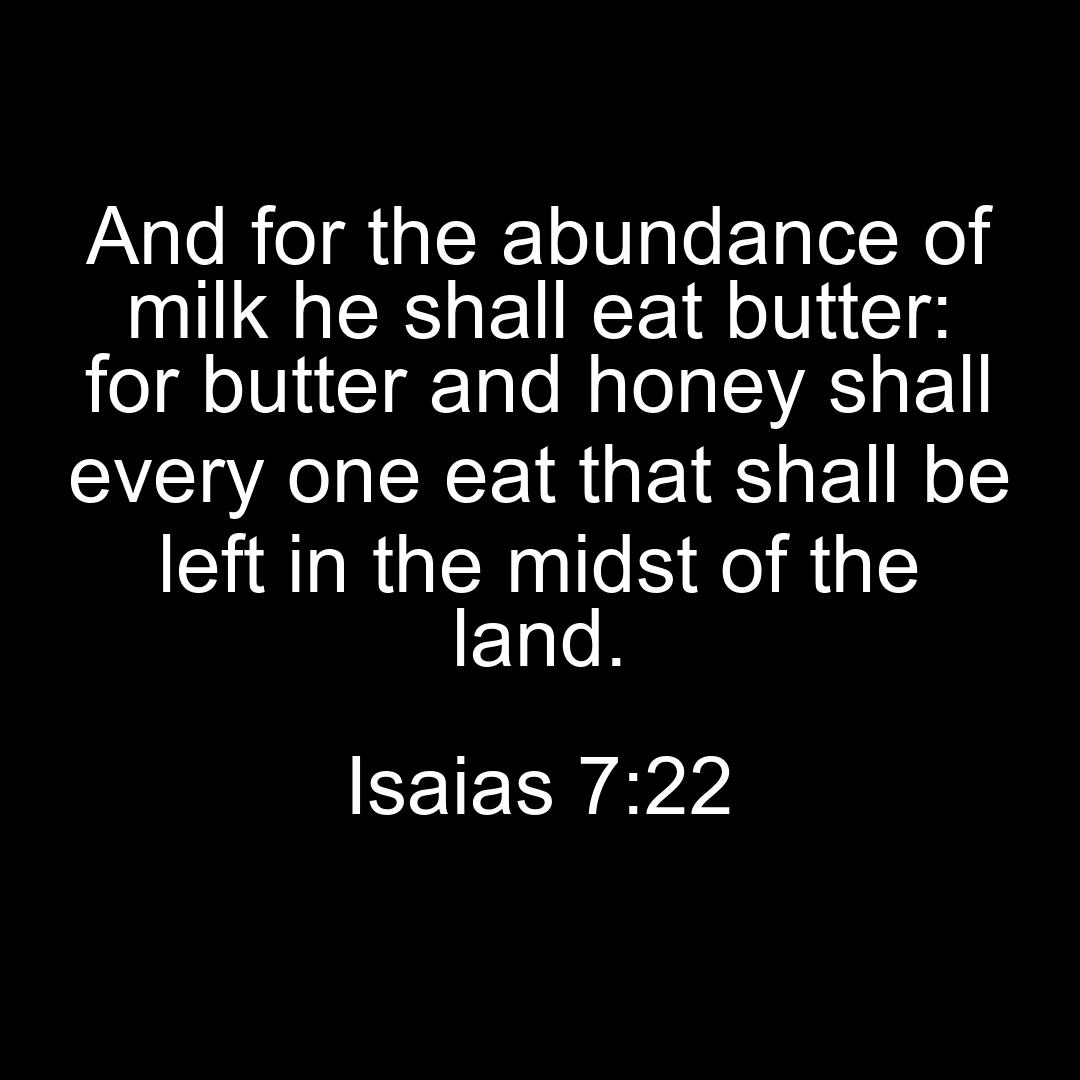 And for the abundance of
milk he shall eat butter:
for butter and honey shall
every one eat that shall be
left in the midst of the
land.
Isaias 7:22